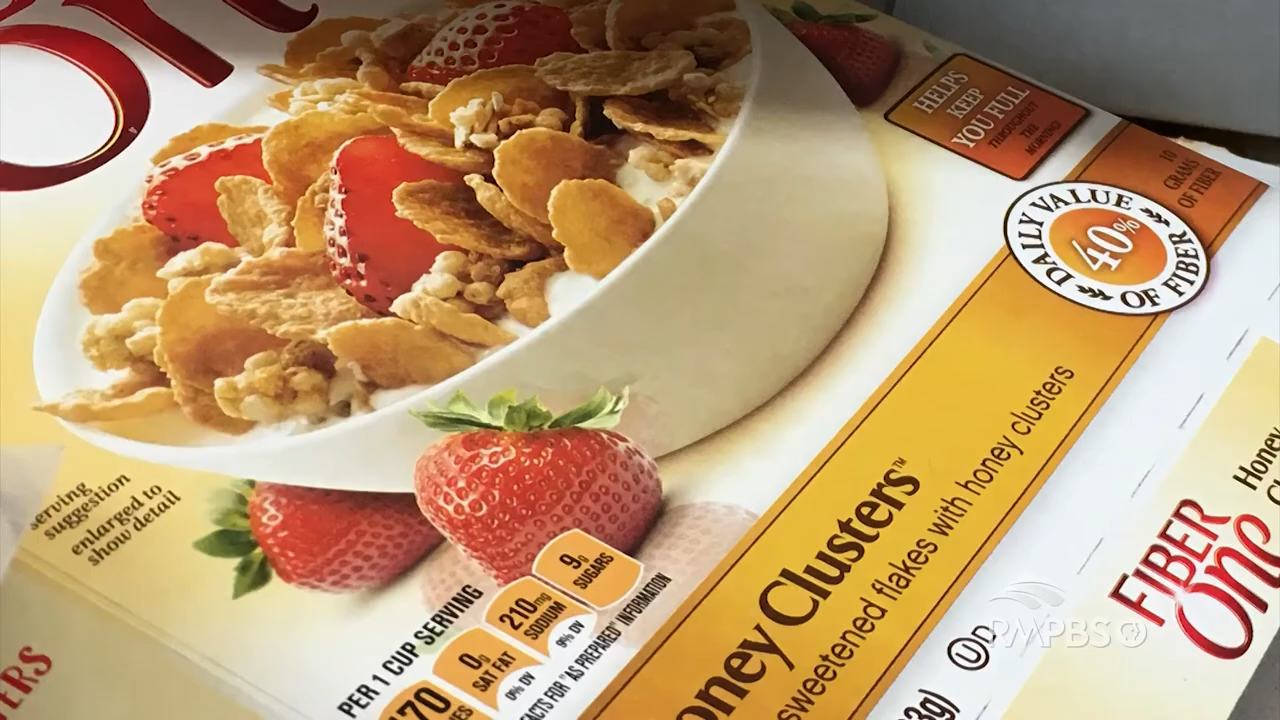 HELPS
KEEP
YOU FULL
THROUGHOUT
THE
MORNING!
10
GRAMS
OF FIBER
DAILY VALUE
40%
OF FIBER
serving
suggestion
enlarged to
show detail
PER 1 CUP SERVING
0g
SAT FAT
0% DV
210mg
SODIUM
9% DV
9g
SUGARS
FACTS FOR "AS PREPARED" INFORMATION
Honey Clusters™
sweetened flakes with honey clusters
U D
Honey
FIBER
One
RMPBS